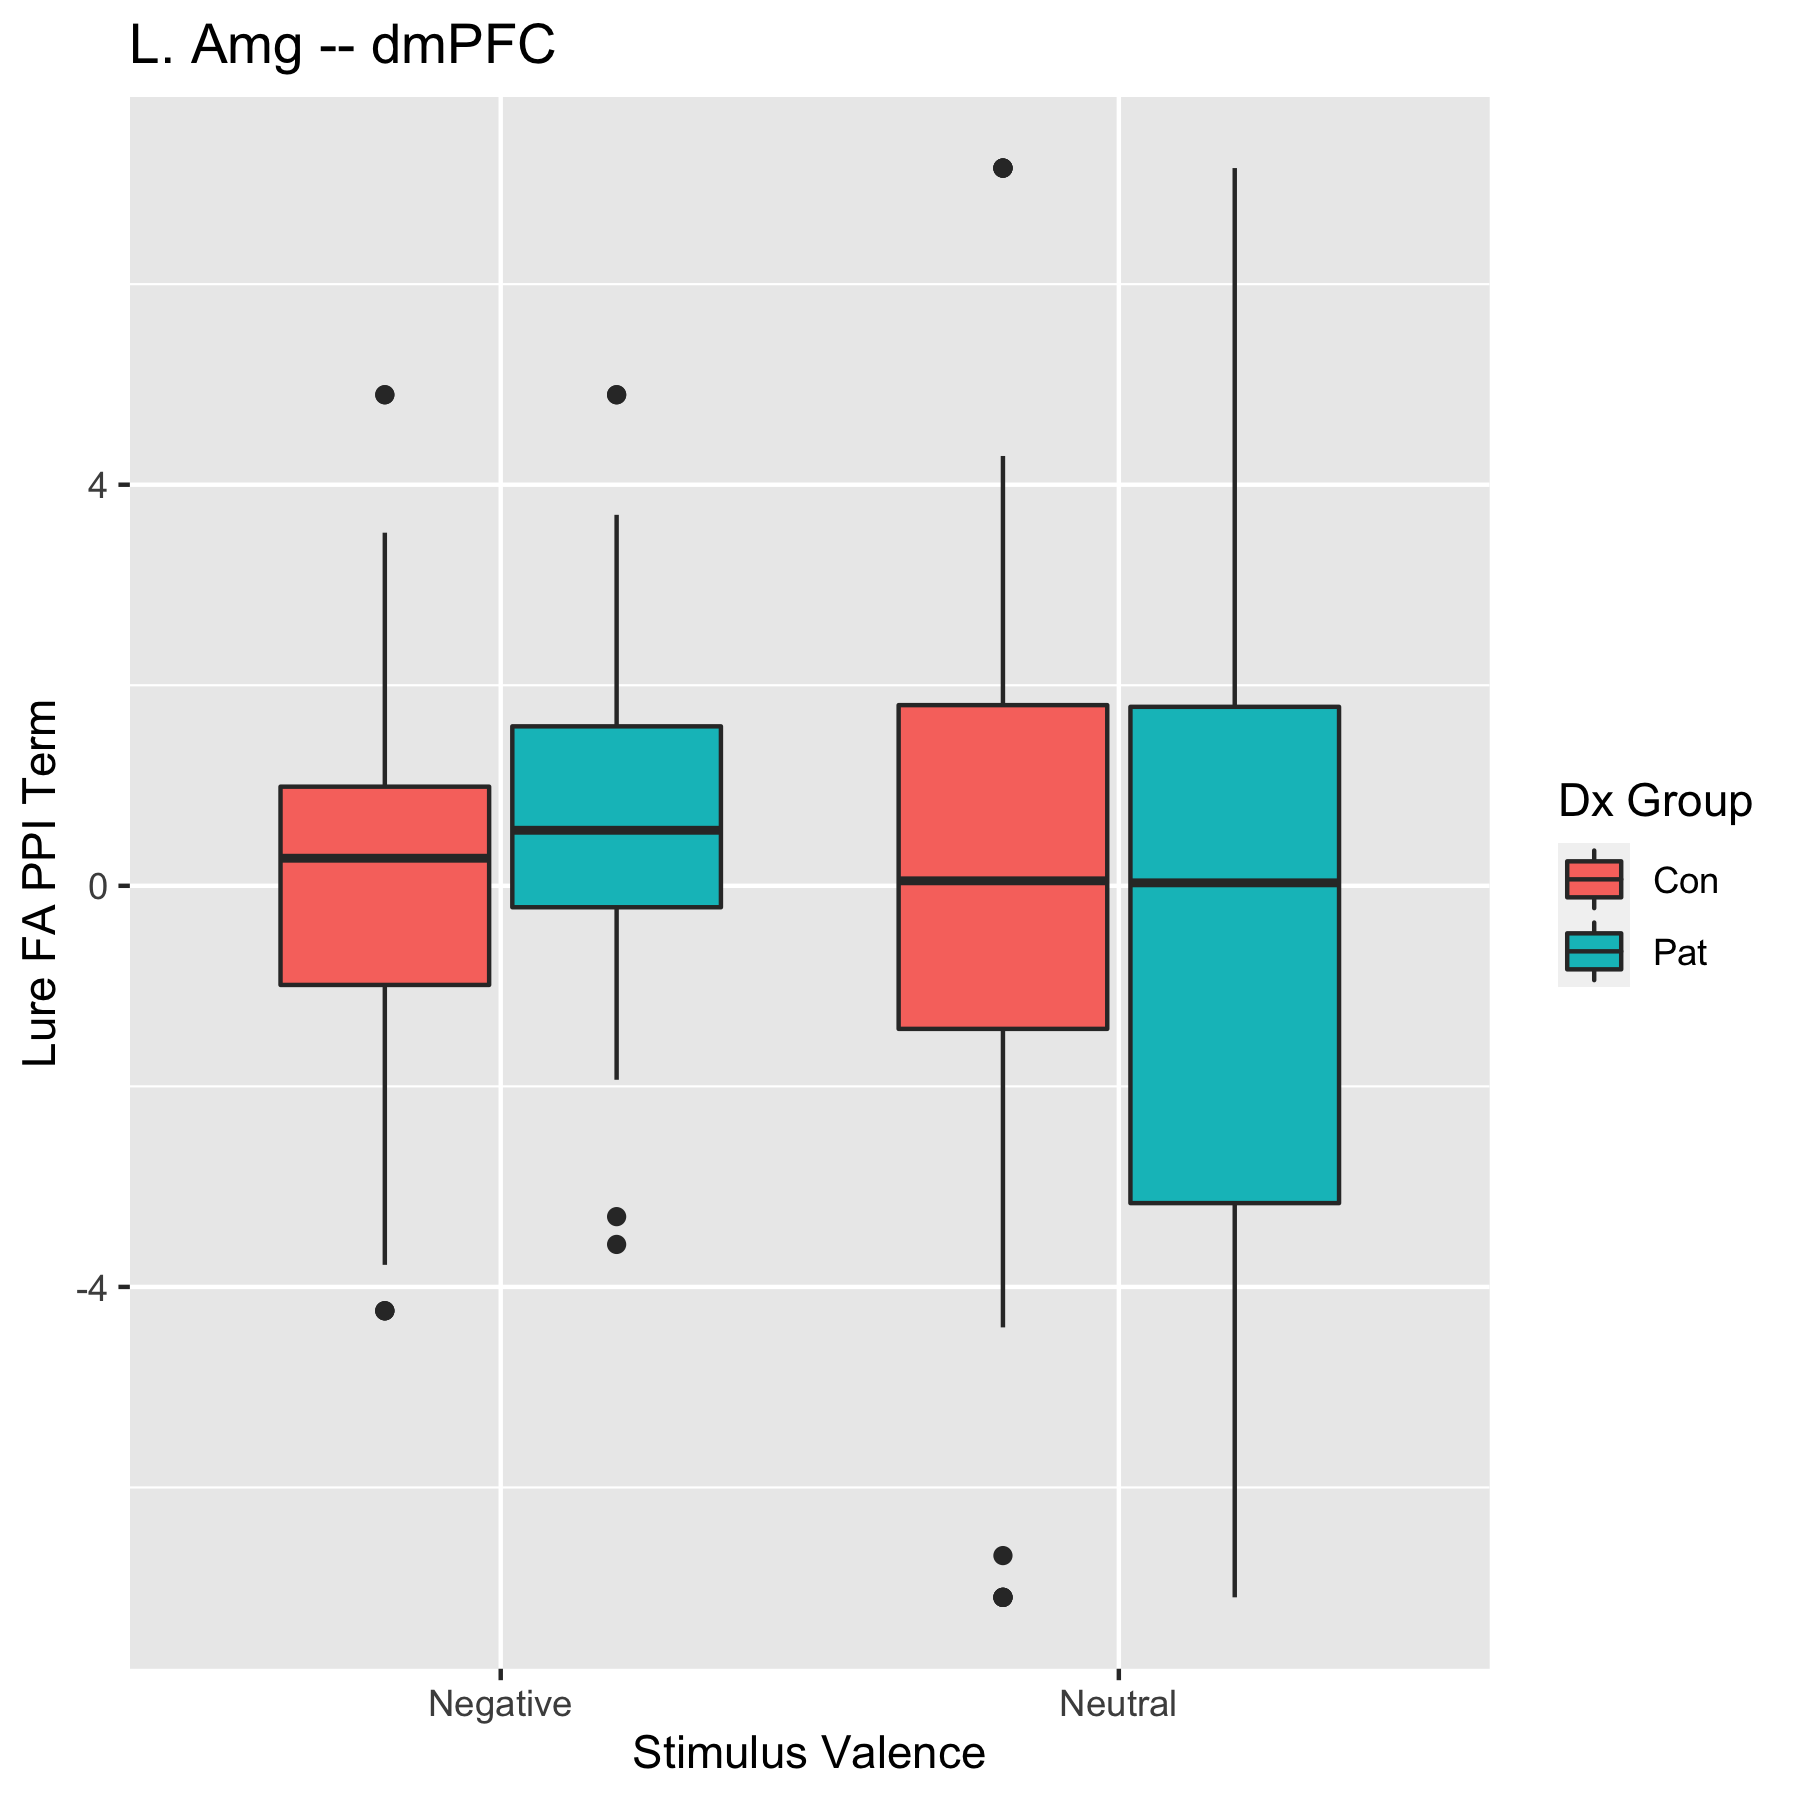 L. Amg -- dmPFC
Lure FA PPI Term
4
0
-4
Negative
Neutral
Stimulus Valence
Dx Group
Con
Pat